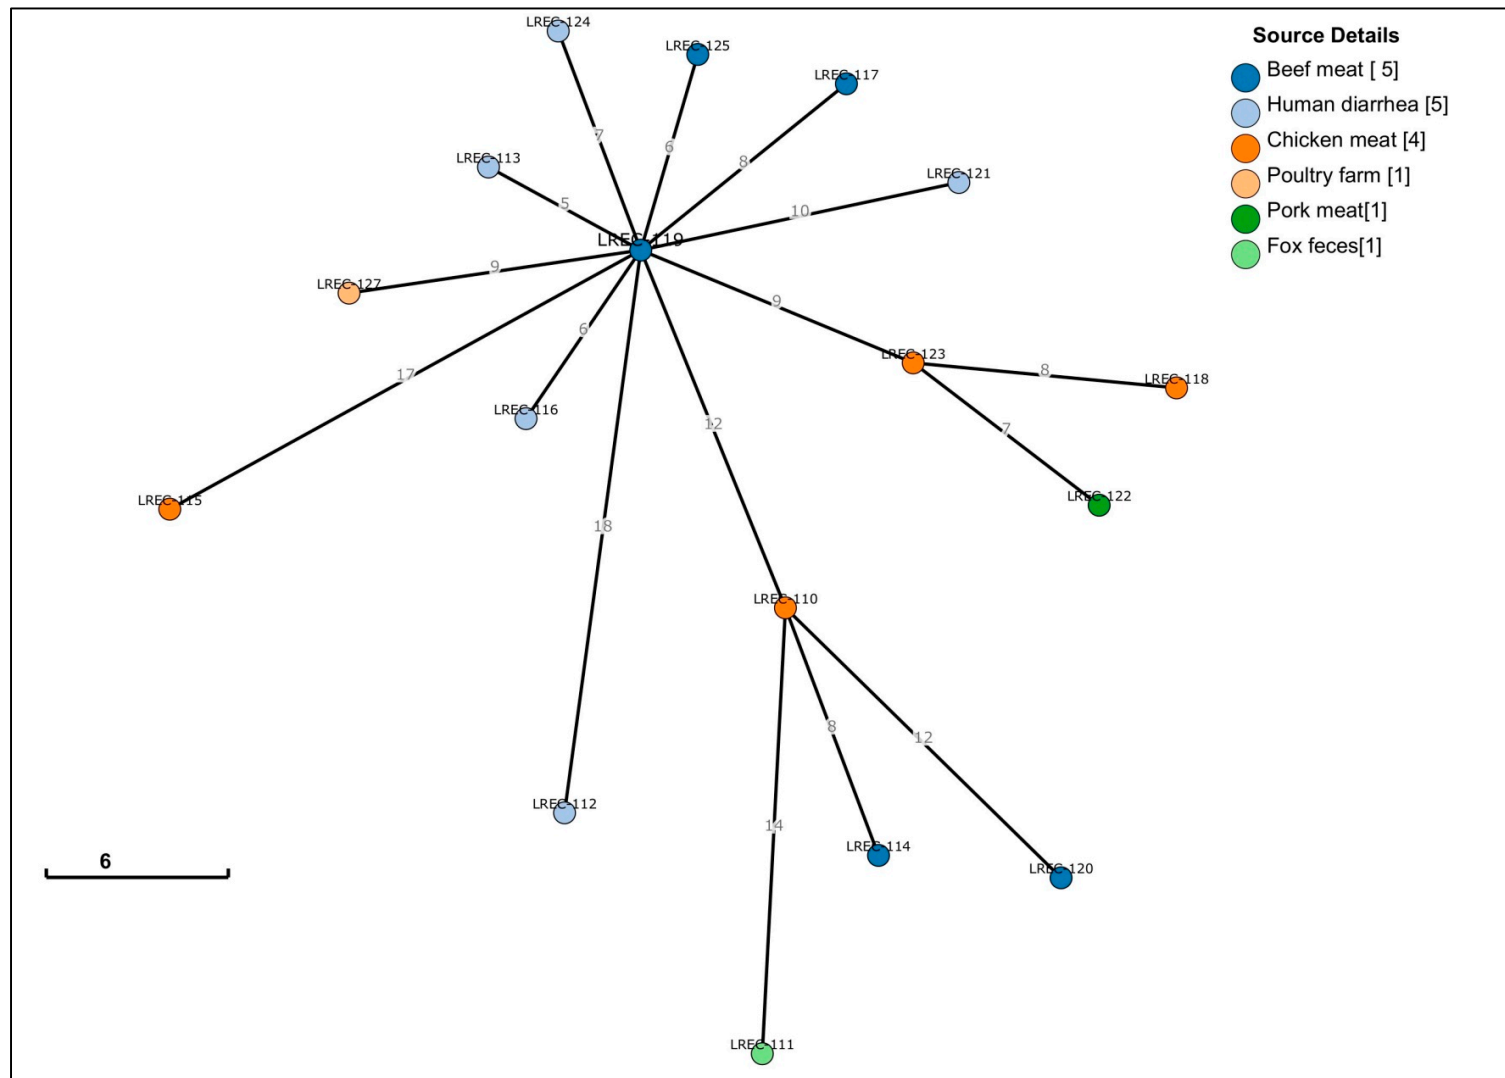 LREC-124
LREC-125
LREC-117
7
6
8
LREC-113
LREC-121
5
10
LREC-119
LREC-127
9
9
6
LREC-123
LREC-118
8
17
LREC-116
12
7
LREC-115
LREC-122
18
LREC-110
8
12
LREC-112
14
LREC-114
LREC-120
LREC-111
6
Source Details
Beef meat [ 5]
Human diarrhea [5]
Chicken meat [4]
Poultry farm [1]
Pork meat[1]
Fox feces[1]